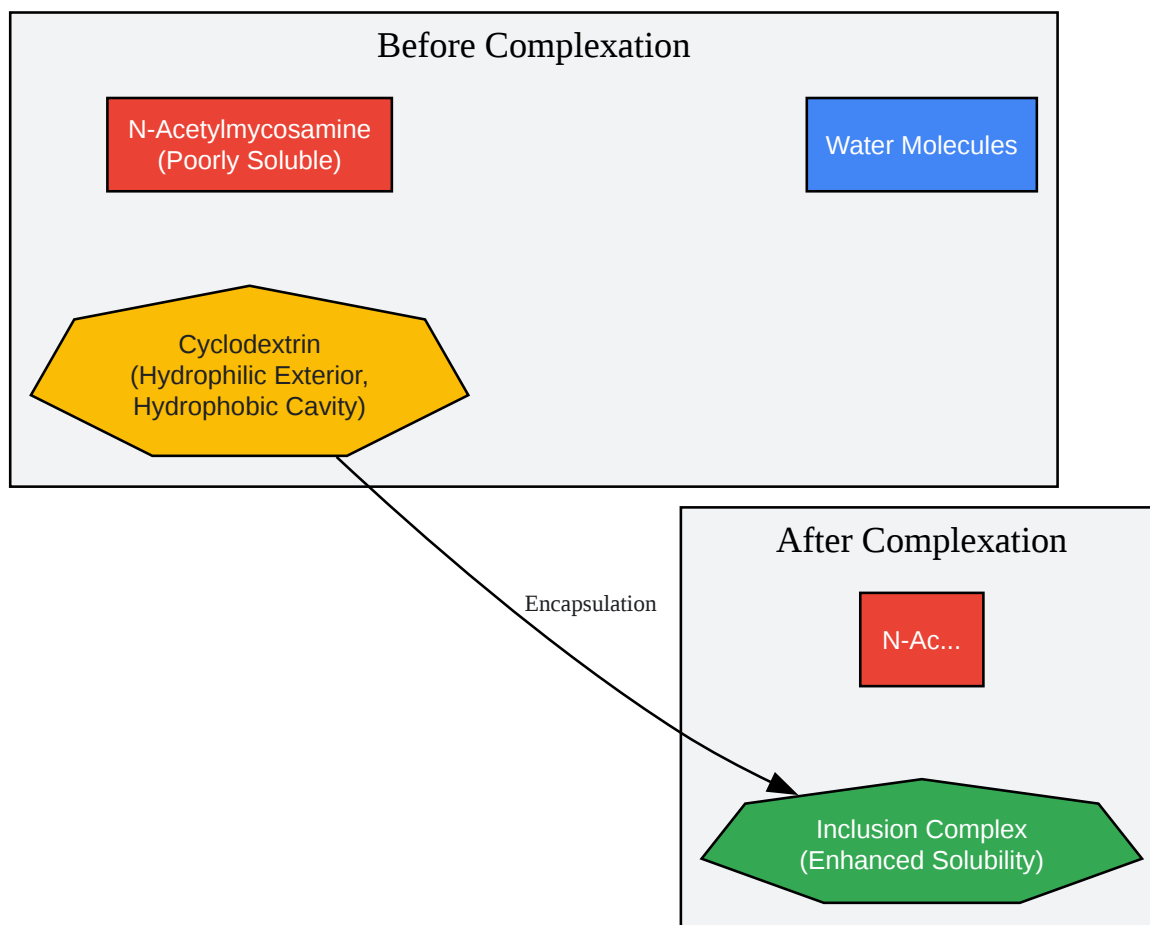 Before Complexation
N-Acetylmycosamine
(Poorly Soluble)
Water Molecules
Cyclodextrin
(Hydrophilic Exterior,
Hydrophobic Cavity)
Encapsulation
After Complexation
N-Ac...
Inclusion Complex
(Enhanced Solubility)